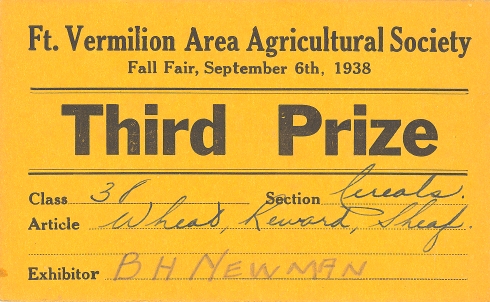 Ft. Vermilion Area Agricultural Society
Fall Fair, September 6th, 1938
Third Prize
Class 38 Section Cereals.
Article Wheat, Reward, Sheaf.
Exhibitor B H NEWMAN